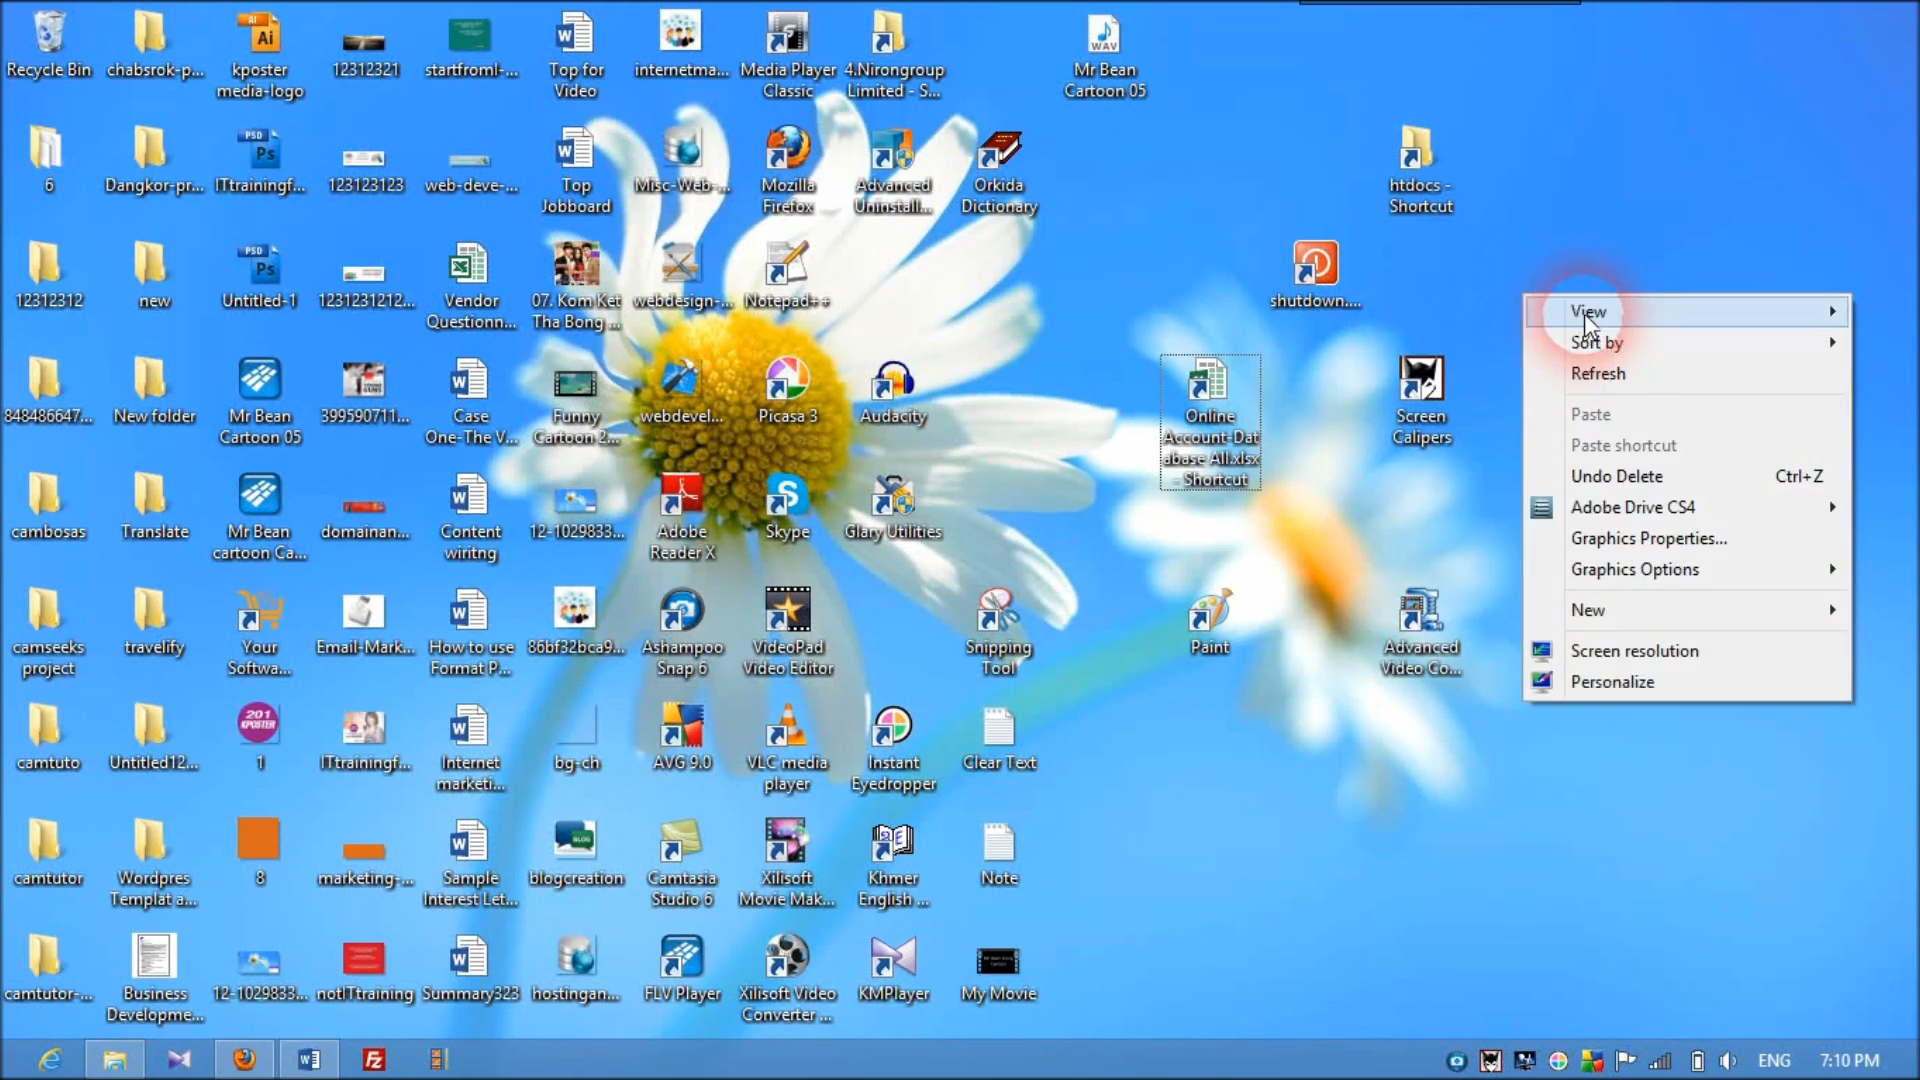 Recycle Bin
chabsrok-p...
kposter
media-logo
12312321
startfroml-...
Top for
Video
internetma...
Media Player
Classic
4.Nirongroup
Limited - S...
WAV
Mr Bean
Cartoon 05
6
Dangkor-pr...
ITtrainingf...
123123123
web-deve-...
Top
Jobboard
Misc-Web-...
Mozilla
Firefox
Advanced
Uninstall...
Orkida
Dictionary
htdocs -
Shortcut
12312312
new
Untitled-1
1231231212...
Vendor
Questionn...
07. Kom Ket
Tha Bong ...
webdesign-...
Notepad++
shutdown....
848486647...
New folder
Mr Bean
Cartoon 05
399590711...
Case
One-The V...
Funny
Cartoon 2...
webdevel...
Picasa 3
Audacity
Online
Account-Dat
abase All.xlsx
- Shortcut
Screen
Calipers
cambosas
Translate
Mr Bean
cartoon Ca...
domainan...
Content
wiritng
12-1029833...
Adobe
Reader X
Skype
Glary Utilities
camseeks
project
travelify
Your
Softwa...
Email-Mark...
How to use
Format P...
86bf32bca9...
Ashampoo
Snap 6
VideoPad
Video Editor
Snipping
Tool
Paint
Advanced
Video Co...
camtuto
Untitled12...
201
KPOSTER
1
ITtrainingf...
Internet
marketi...
bg-ch
AVG 9.0
VLC media
player
Instant
Eyedropper
Clear Text
camtutor
Wordpres
Templat a...
8
marketing-...
Sample
Interest Let...
BLOG
blogcreation
Camtasia
Studio 6
Xilisoft
Movie Mak...
Khmer
English ...
Note
camtutor-...
Business
Developme...
12-1029833...
notITtraining
Summary323
hostingan...
FLV Player
Xilisoft Video
Converter ...
KMPlayer
My Movie
View
Sort by
Refresh
Paste
Paste shortcut
Undo Delete Ctrl+Z
Adobe Drive CS4
Graphics Properties...
Graphics Options
New
Screen resolution
Personalize
ENG 7:10 PM